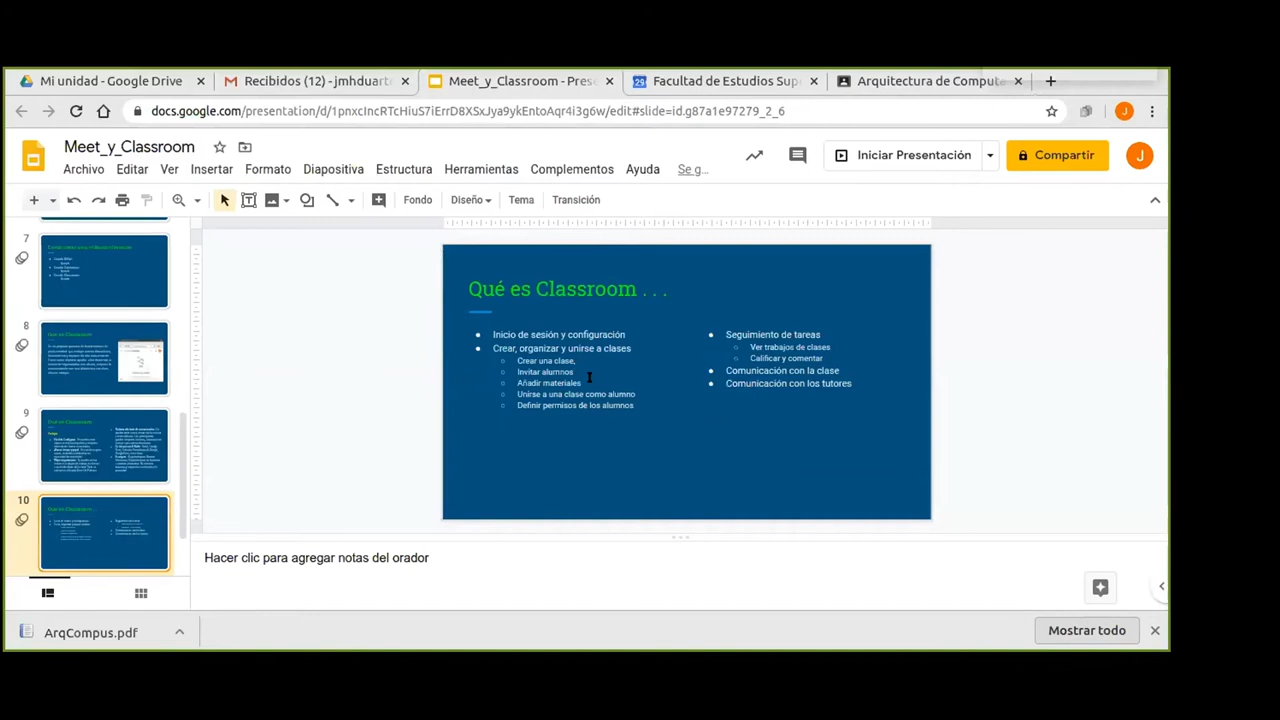 Mi unidad - Google Drive
Recibidos (12) - jmhduart
Meet_y_Classroom - Pres
Facultad de Estudios Sup
Arquitectura de Compute
docs.google.com/presentation/d/1pnxcIncRTcHiuS7iErrD8XSxJya9ykEntoAqr4i3g6w/edit#slide=id.g87a1e97279_2_6
J
Meet_y_Classroom
Iniciar Presentación
Compartir
J
Archivo Editar Ver Insertar Formato Diapositiva Estructura Herramientas Complementos Ayuda Se g...
Fondo Diseño Tema Transición
7
8
9
10
Qué es Classroom . . .
Inicio de sesión y configuración
Crear, organizar y unirse a clases
Crear una clase,
Invitar alumnos
Añadir materiales
Unirse a una clase como alumno
Definir permisos de los alumnos
Seguimiento de tareas
Ver trabajos de clases
Calificar y comentar
Comunicación con la clase
Comunicación con los tutores
Hacer clic para agregar notas del orador
ArqCompus.pdf
Mostrar todo